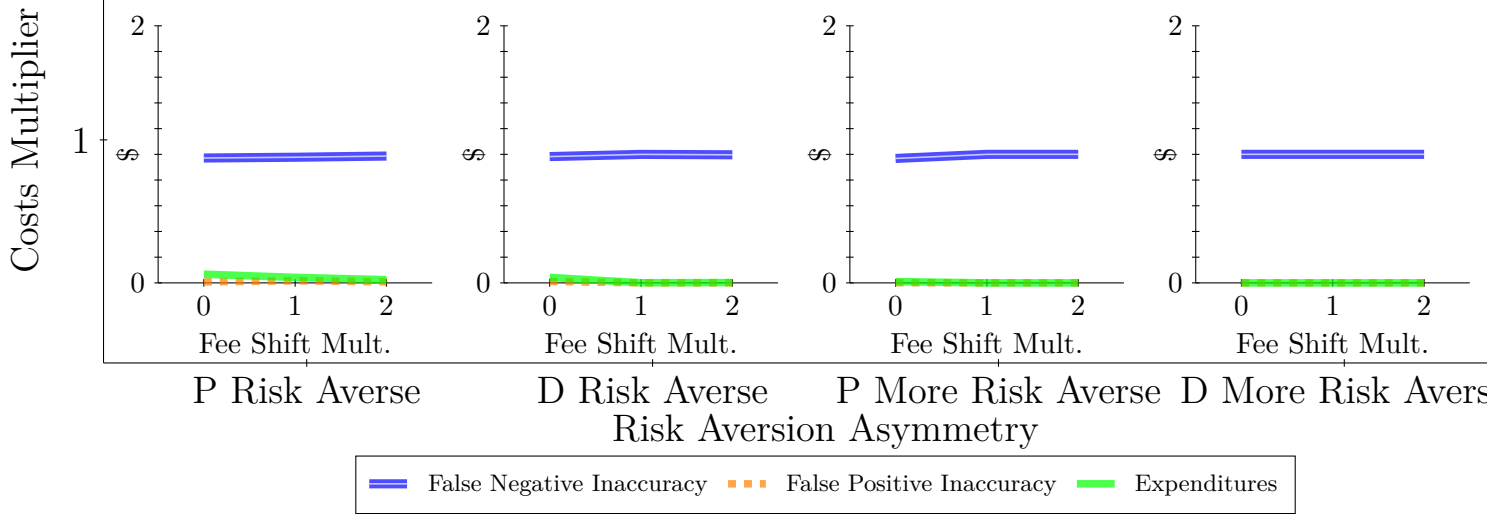 Costs Multiplier
1
2
$
0
0 1 2
Fee Shift Mult.
2
$
0
0 1 2
Fee Shift Mult.
2
$
0
0 1 2
Fee Shift Mult.
2
$
0
0 1 2
Fee Shift Mult.
P Risk Averse D Risk Averse P More Risk Averse D More Risk Avers
Risk Aversion Asymmetry
False Negative Inaccuracy False Positive Inaccuracy Expenditures